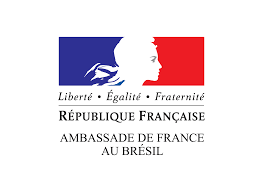 Liberté • Égalité • Fraternité
RÉPUBLIQUE FRANÇAISE
AMBASSADE DE FRANCE
AU BRÉSIL